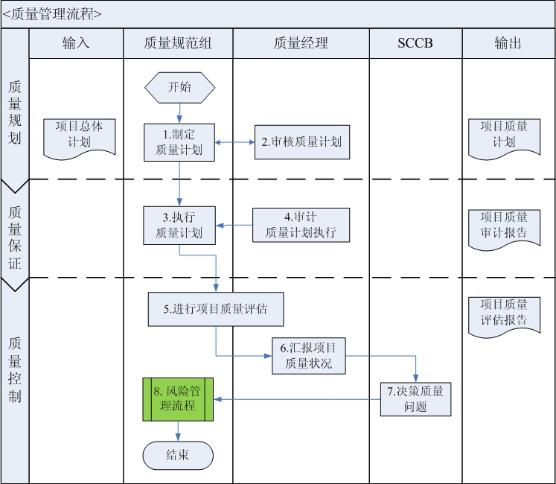 <质量管理流程>
输入
质量规范组
质量经理
SCCB
输出
质量规划
开始
项目总体
计划
1.制定
质量计划
2.审核质量计划
项目质量
计划
质量保证
3.执行
质量计划
4.审计
质量计划执行
项目质量
审计报告
质量控制
5.进行项目质量评估
项目质量
评估报告
6.汇报项目
质量状况
7.决策质量
问题
8. 风险管
理流程
结束